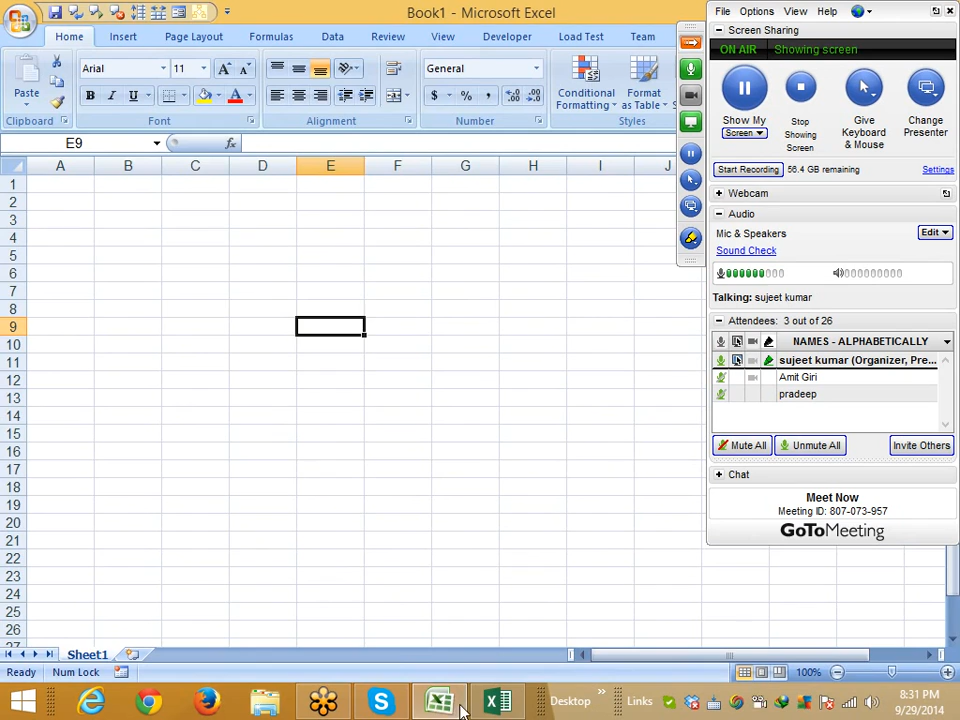 Book1 - Microsoft Excel
Home Insert Page Layout Formulas Data Review View Developer Load Test Team
Paste
Arial 11
General
Conditional Formatting
Format as Table
Clipboard Font Alignment Number Styles
E9
fx
A B C D E F G H I J
1
2
3
4
5
6
7
8
9
10
11
12
13
14
15
16
17
18
19
20
21
22
23
24
25
26
27
Sheet1
Ready Num Lock 100%
File Options View Help
Screen Sharing
ON AIR Showing screen
Show My Screen
Stop Showing Screen
Give Keyboard & Mouse
Change Presenter
Start Recording 56.4 GB remaining Settings
Webcam
Audio
Mic & Speakers Edit
Sound Check
Talking: sujeet kumar
Attendees: 3 out of 26
NAMES - ALPHABETICALLY
sujeet kumar (Organizer, Pre...
Amit Giri
pradeep
Mute All Unmute All Invite Others
Chat
Meet Now
Meeting ID: 807-073-957
GoToMeeting
Desktop » Links
8:31 PM
9/29/2014